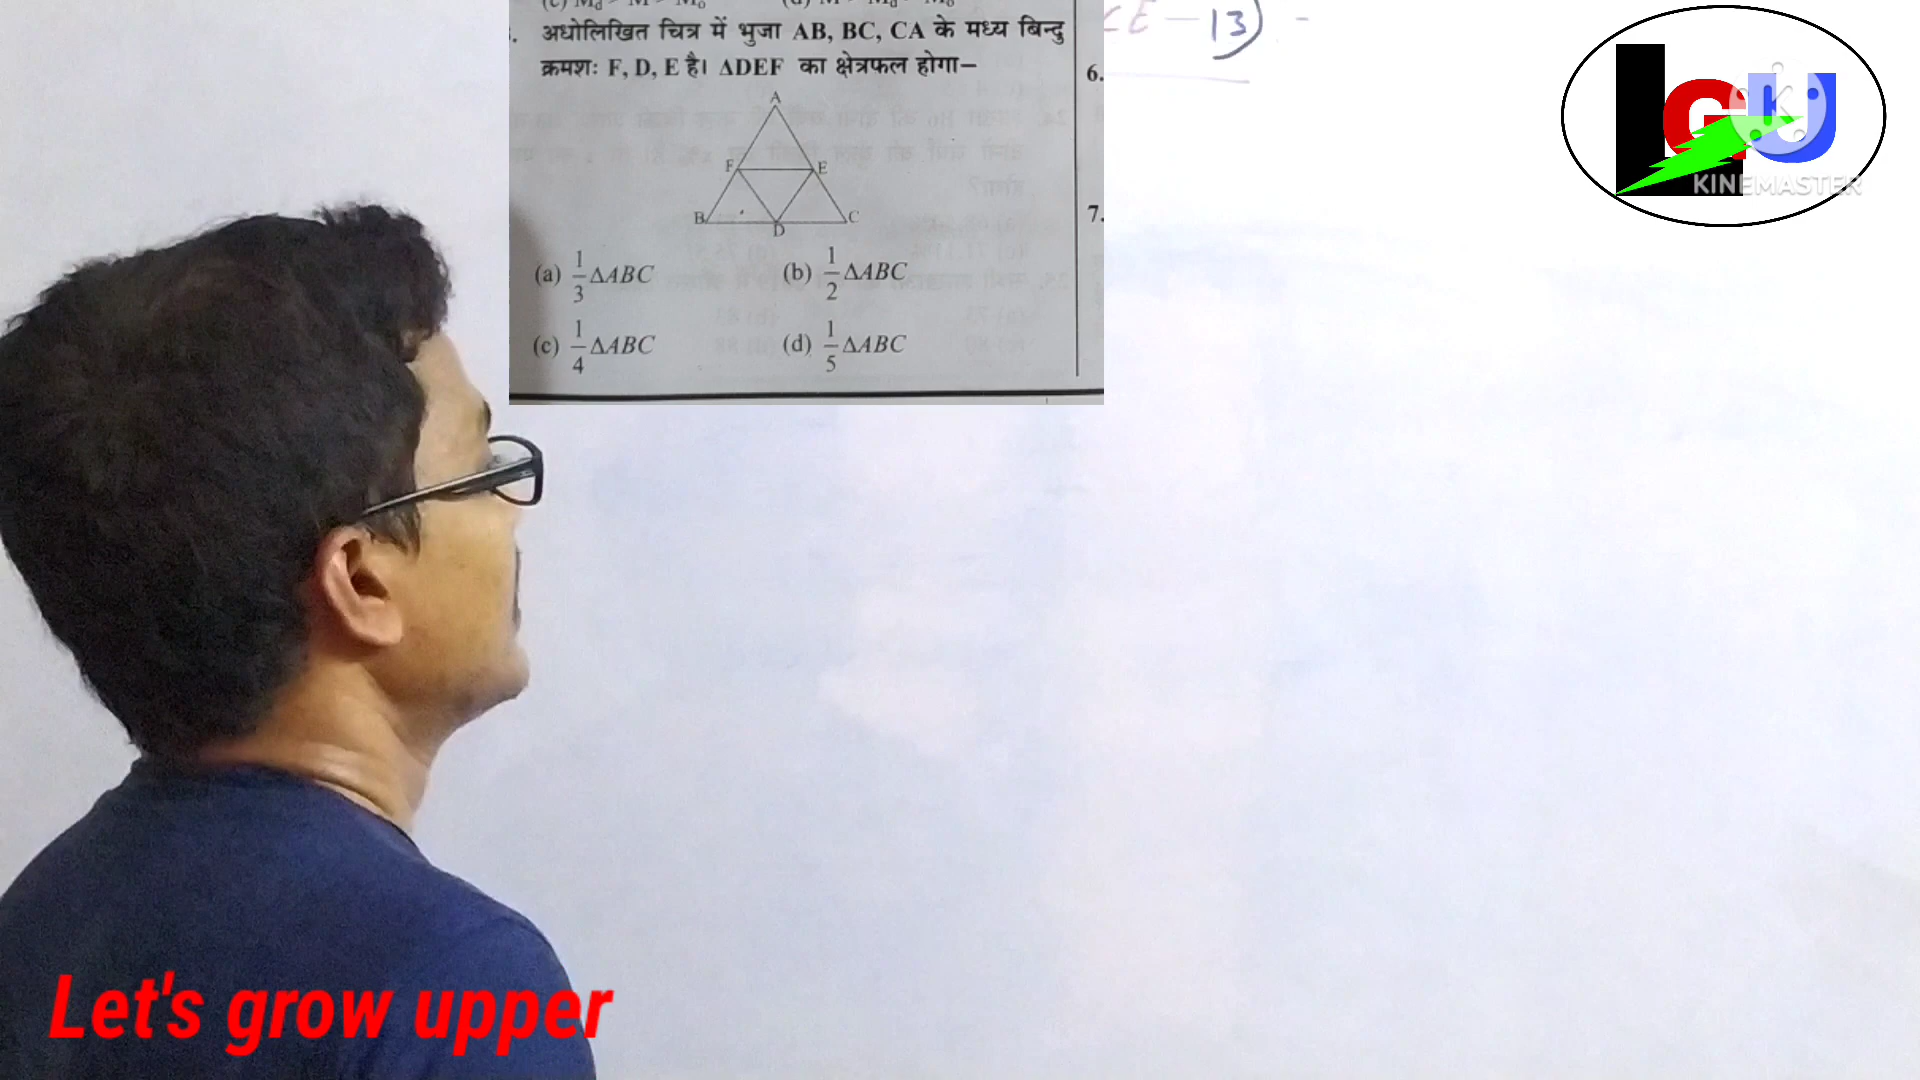 अधोलिखित चित्र में भुजा AB, BC, CA के मध्य बिन्दु
क्रमशः F, D, E है। ΔDEF का क्षेत्रफल होगा–
A
F E
B D C
(a) 1/3 ΔABC (b) 1/2 ΔABC
(c) 1/4 ΔABC (d) 1/5 ΔABC
6.
7.
E – 13) -
LGU
K
KINEMASTER
Let's grow upper